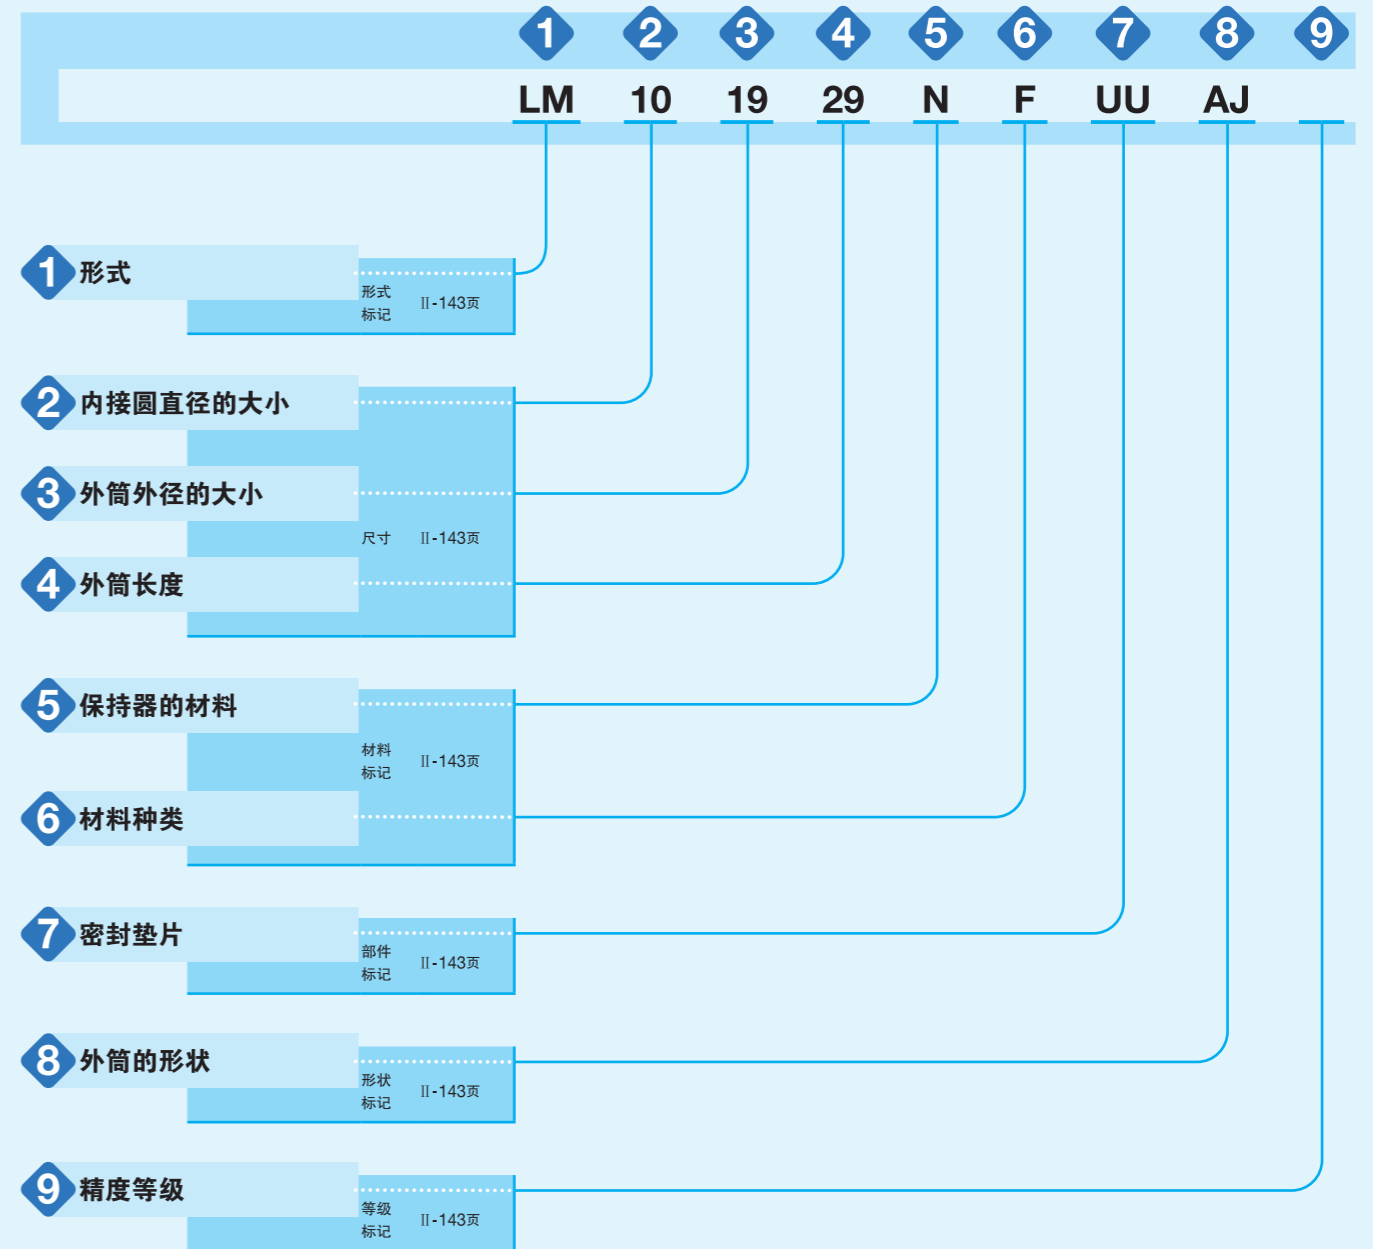 1 2 3 4 5 6 7 8 9
LM 10 19 29 N F UU AJ
1 形式
形式
标记 Ⅱ-143页
2 内接圆直径的大小
3 外筒外径的大小
尺寸 Ⅱ-143页
4 外筒长度
5 保持器的材料
材料
标记 Ⅱ-143页
6 材料种类
7 密封垫片
部件
标记 Ⅱ-143页
8 外筒的形状
形状
标记 Ⅱ-143页
9 精度等级
等级
标记 Ⅱ-143页